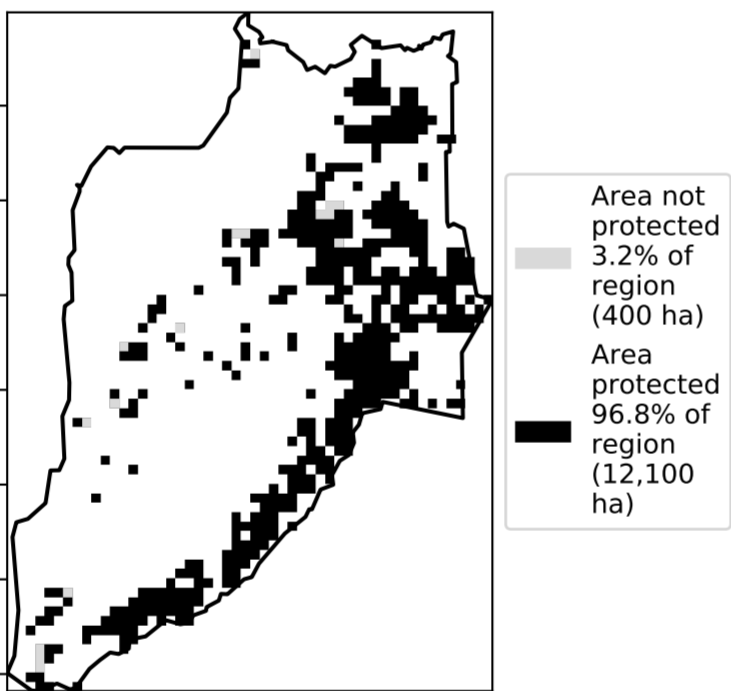 Area not
protected
3.2% of
region
(400 ha)
Area
protected
96.8% of
region
(12,100
ha)